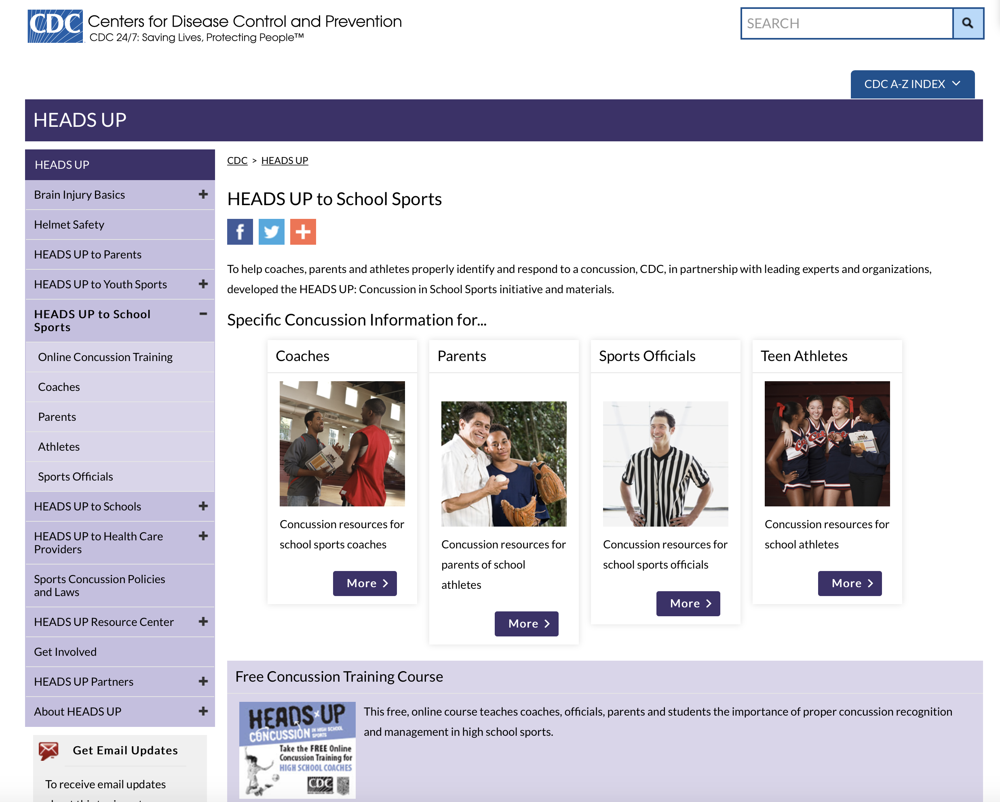 CDC Centers for Disease Control and Prevention
CDC 24/7: Saving Lives, Protecting People™
SEARCH
CDC A-Z INDEX
HEADS UP
HEADS UP
Brain Injury Basics
Helmet Safety
HEADS UP to Parents
HEADS UP to Youth Sports
HEADS UP to School
Sports
Online Concussion Training
Coaches
Parents
Athletes
Sports Officials
HEADS UP to Schools
HEADS UP to Health Care
Providers
Sports Concussion Policies
and Laws
HEADS UP Resource Center
Get Involved
HEADS UP Partners
About HEADS UP
Get Email Updates
To receive email updates
CDC > HEADS UP
HEADS UP to School Sports
To help coaches, parents and athletes properly identify and respond to a concussion, CDC, in partnership with leading experts and organizations,
developed the HEADS UP: Concussion in School Sports initiative and materials.
Specific Concussion Information for...
Coaches
Concussion resources for
school sports coaches
More
Parents
Concussion resources for
parents of school
athletes
More
Sports Officials
Concussion resources for
school sports officials
More
Teen Athletes
Concussion resources for
school athletes
More
Free Concussion Training Course
HEADS UP
CONCUSSION IN HIGH SCHOOL
SPORTS
Take the FREE Online
Concussion Training for
HIGH SCHOOL COACHES
CDC
This free, online course teaches coaches, officials, parents and students the importance of proper concussion recognition
and management in high school sports.